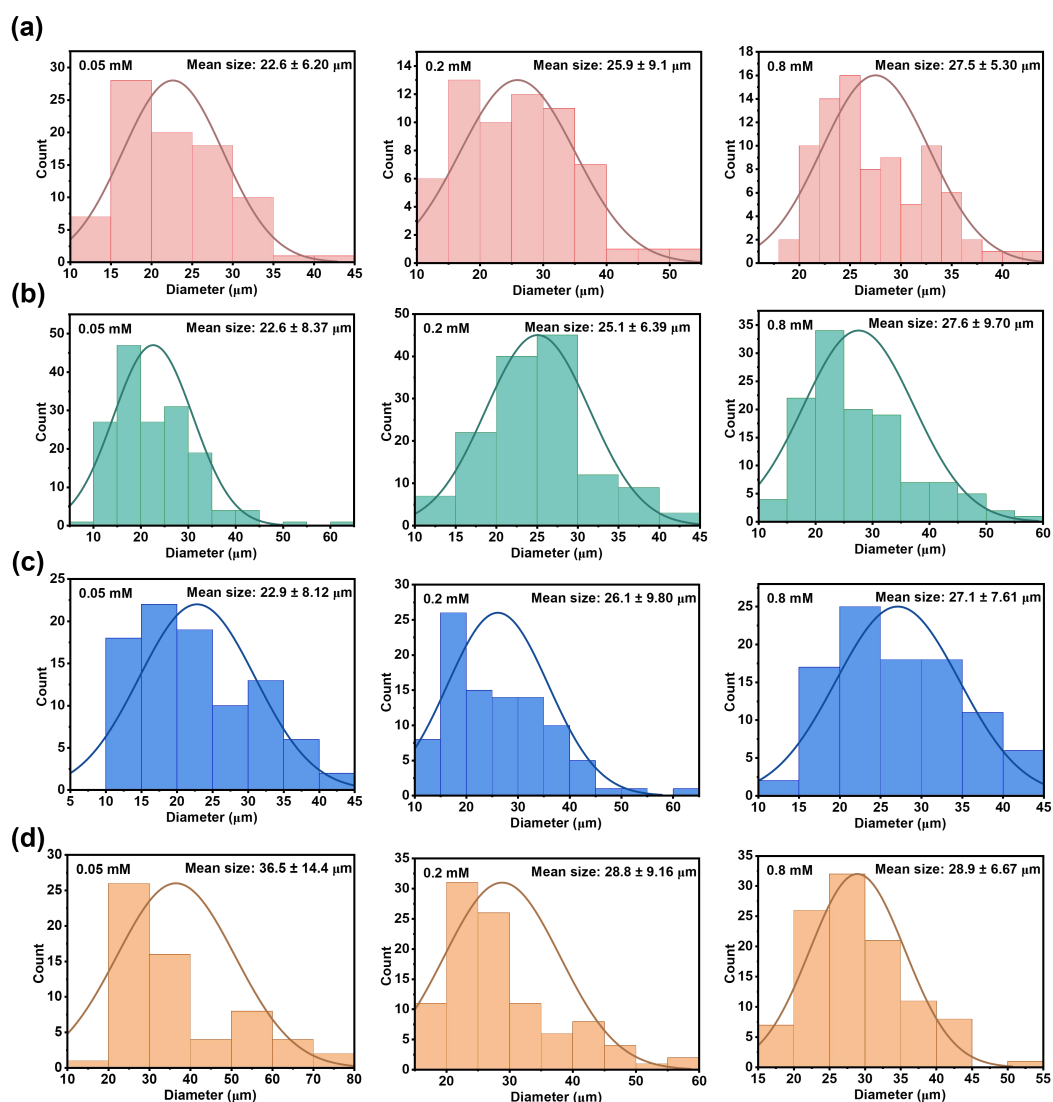 (a)
0.05 mM Mean size: 22.6 ± 6.20 μm
Count
30
25
20
15
10
5
0
10 15 20 25 30 35 40 45
Diameter (μm)
0.2 mM Mean size: 25.9 ± 9.1 μm
Count
14
12
10
8
6
4
2
0
10 20 30 40 50
Diameter (μm)
0.8 mM Mean size: 27.5 ± 5.30 μm
Count
18
16
14
12
10
8
6
4
2
0
20 25 30 35 40
Diameter (μm)
(b)
0.05 mM Mean size: 22.6 ± 8.37 μm
Count
50
40
30
20
10
0
10 20 30 40 50 60
Diameter (μm)
0.2 mM Mean size: 25.1 ± 6.39 μm
Count
50
40
30
20
10
0
10 15 20 25 30 35 40 45
Diameter (μm)
0.8 mM Mean size: 27.6 ± 9.70 μm
Count
35
30
25
20
15
10
5
0
10 20 30 40 50 60
Diameter (μm)
(c)
0.05 mM Mean size: 22.9 ± 8.12 μm
Count
25
20
15
10
5
0
5 10 15 20 25 30 35 40 45
Diameter (μm)
0.2 mM Mean size: 26.1 ± 9.80 μm
Count
30
25
20
15
10
5
0
10 20 30 40 50 60
Diameter (μm)
0.8 mM Mean size: 27.1 ± 7.61 μm
Count
25
20
15
10
5
0
10 15 20 25 30 35 40 45
Diameter (μm)
(d)
0.05 mM Mean size: 36.5 ± 14.4 μm
Count
30
25
20
15
10
5
0
10 20 30 40 50 60 70 80
Diameter (μm)
0.2 mM Mean size: 28.8 ± 9.16 μm
Count
35
30
25
20
15
10
5
0
20 30 40 50 60
Diameter (μm)
0.8 mM Mean size: 28.9 ± 6.67 μm
Count
35
30
25
20
15
10
5
0
15 20 25 30 35 40 45 50 55
Diameter (μm)